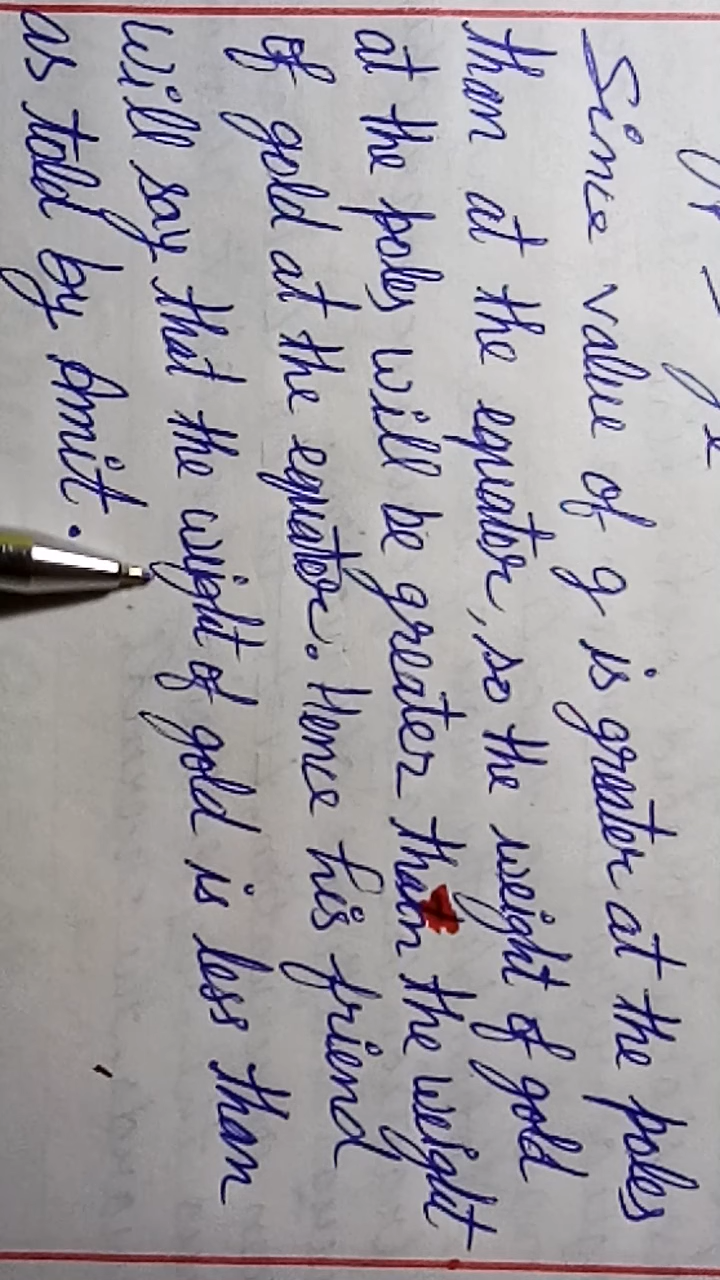 Since value of g is greater at the poles
than at the equator, so the weight of gold
at the poles will be greater than the weight
of gold at the equator. Hence his friend
will say that the weight of gold is less than
as told by Amit.